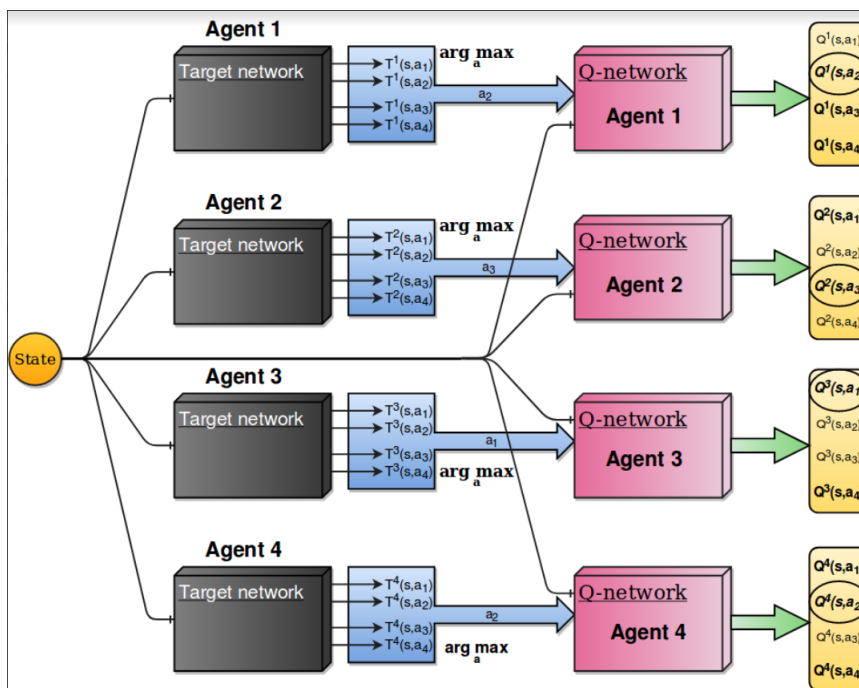 Agent 1
Target network
T¹(s,a₁)
T¹(s,a₂)
T¹(s,a₃)
T¹(s,a₄)
arg max
a
a₂
Q-network
Agent 1
Q¹(s,a₁)
Q¹(s,a₂)
Q¹(s,a₃
Q¹(s,a₄
Agent 2
Target network
T²(s,a₁)
T²(s,a₂)
T²(s,a₃)
T²(s,a₄)
arg max
a
a₃
Q-network
Agent 2
Q²(s,a₁
Q²(s,a₂)
Q²(s,a₃
Q²(s,a₄)
State
Agent 3
Target network
T³(s,a₁)
T³(s,a₂)
T³(s,a₃)
T³(s,a₄)
a₁
arg max
a
Q-network
Agent 3
Q³(s,a₁
Q³(s,a₂)
Q³(s,a₃)
Q³(s,a₄
Agent 4
Target network
T⁴(s,a₁)
T⁴(s,a₂)
T⁴(s,a₃)
T⁴(s,a₄)
a₂
arg max
a
Q-network
Agent 4
Q⁴(s,a₁
Q⁴(s,a₂
Q⁴(s,a₃)
Q⁴(s,a₄